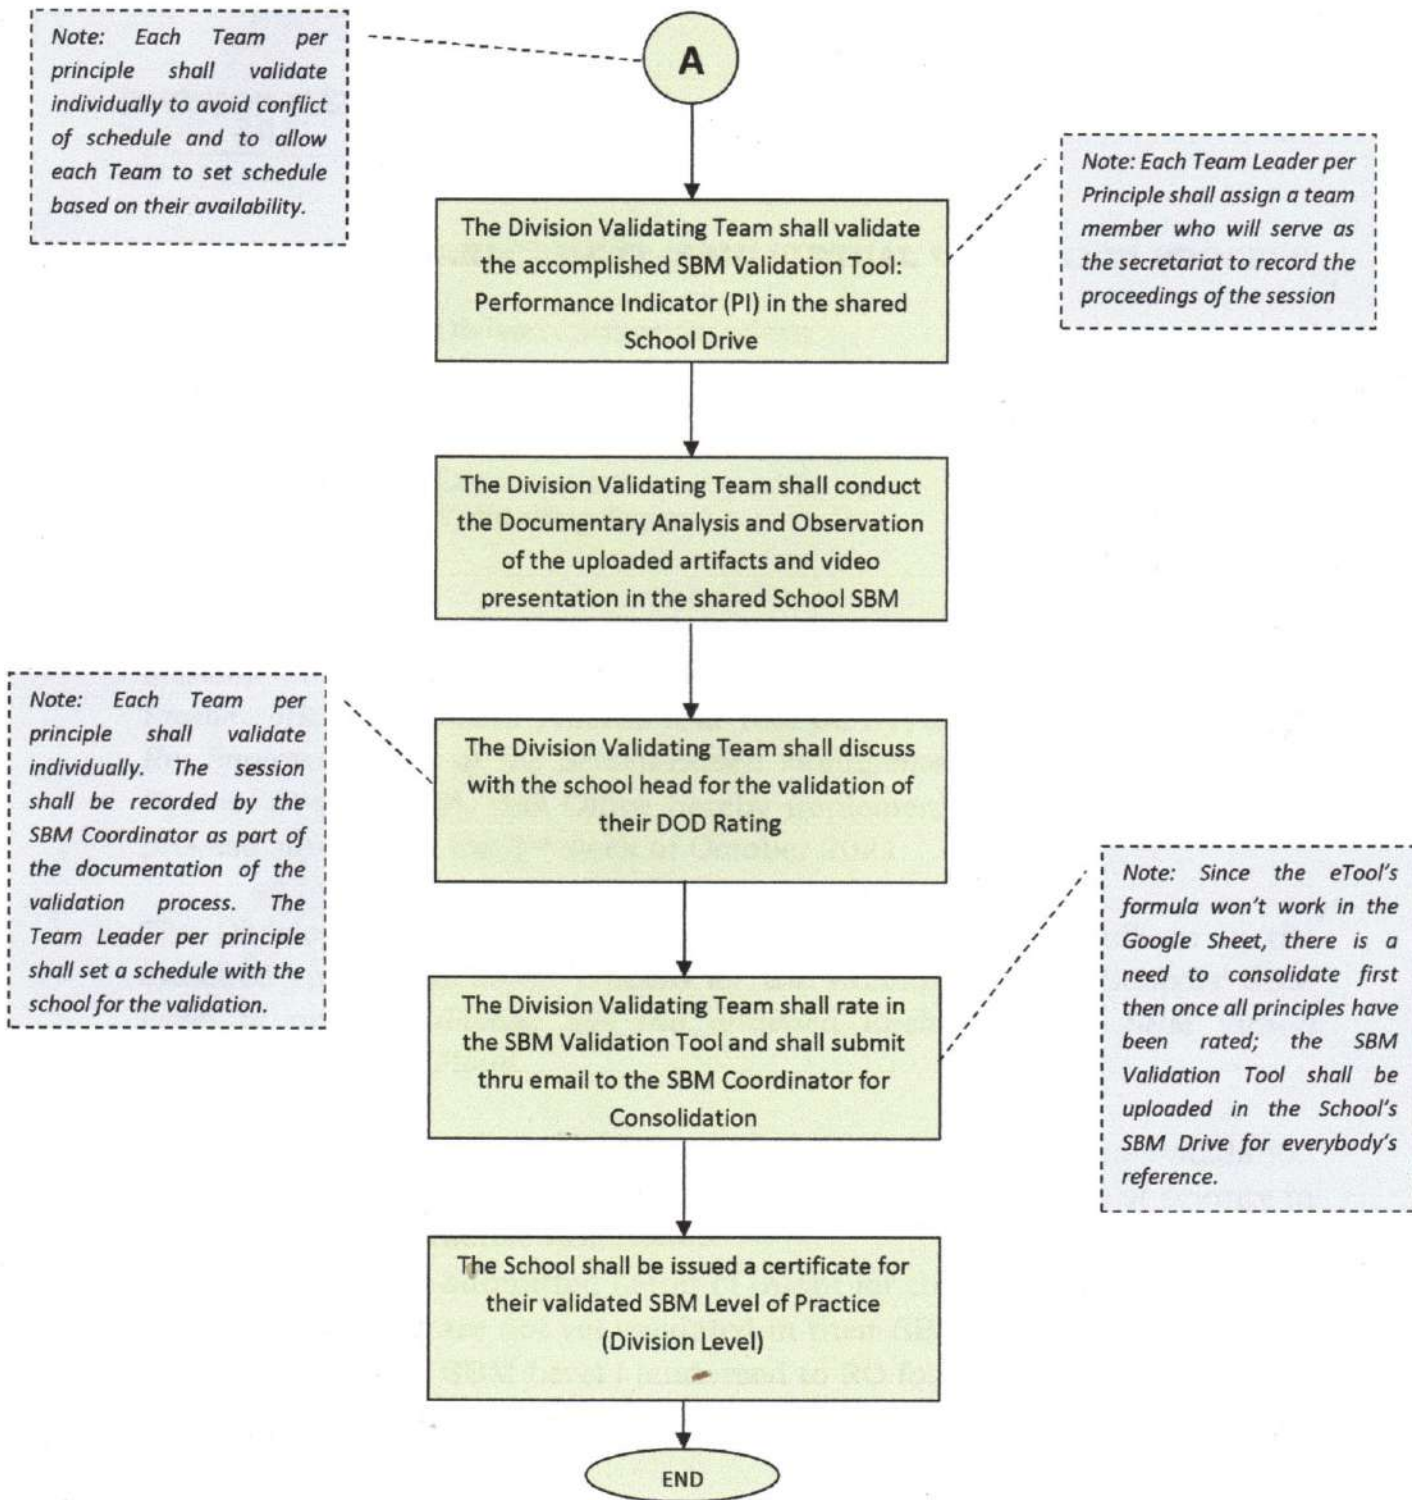 Note: Each Team per
principle shall validate
individually to avoid conflict
of schedule and to allow
each Team to set schedule
based on their availability.
A
Note: Each Team Leader per
Principle shall assign a team
member who will serve as
the secretariat to record the
proceedings of the session
The Division Validating Team shall validate
the accomplished SBM Validation Tool:
Performance Indicator (PI) in the shared
School Drive
The Division Validating Team shall conduct
the Documentary Analysis and Observation
of the uploaded artifacts and video
presentation in the shared School SBM
Note: Each Team per
principle shall validate
individually. The session
shall be recorded by the
SBM Coordinator as part of
the documentation of the
validation process. The
Team Leader per principle
shall set a schedule with the
school for the validation.
The Division Validating Team shall discuss
with the school head for the validation of
their DOD Rating
Note: Since the eTool's
formula won't work in the
Google Sheet, there is a
need to consolidate first
then once all principles have
been rated; the SBM
Validation Tool shall be
uploaded in the School's
SBM Drive for everybody's
reference.
The Division Validating Team shall rate in
the SBM Validation Tool and shall submit
thru email to the SBM Coordinator for
Consolidation
The School shall be issued a certificate for
their validated SBM Level of Practice
(Division Level)
END